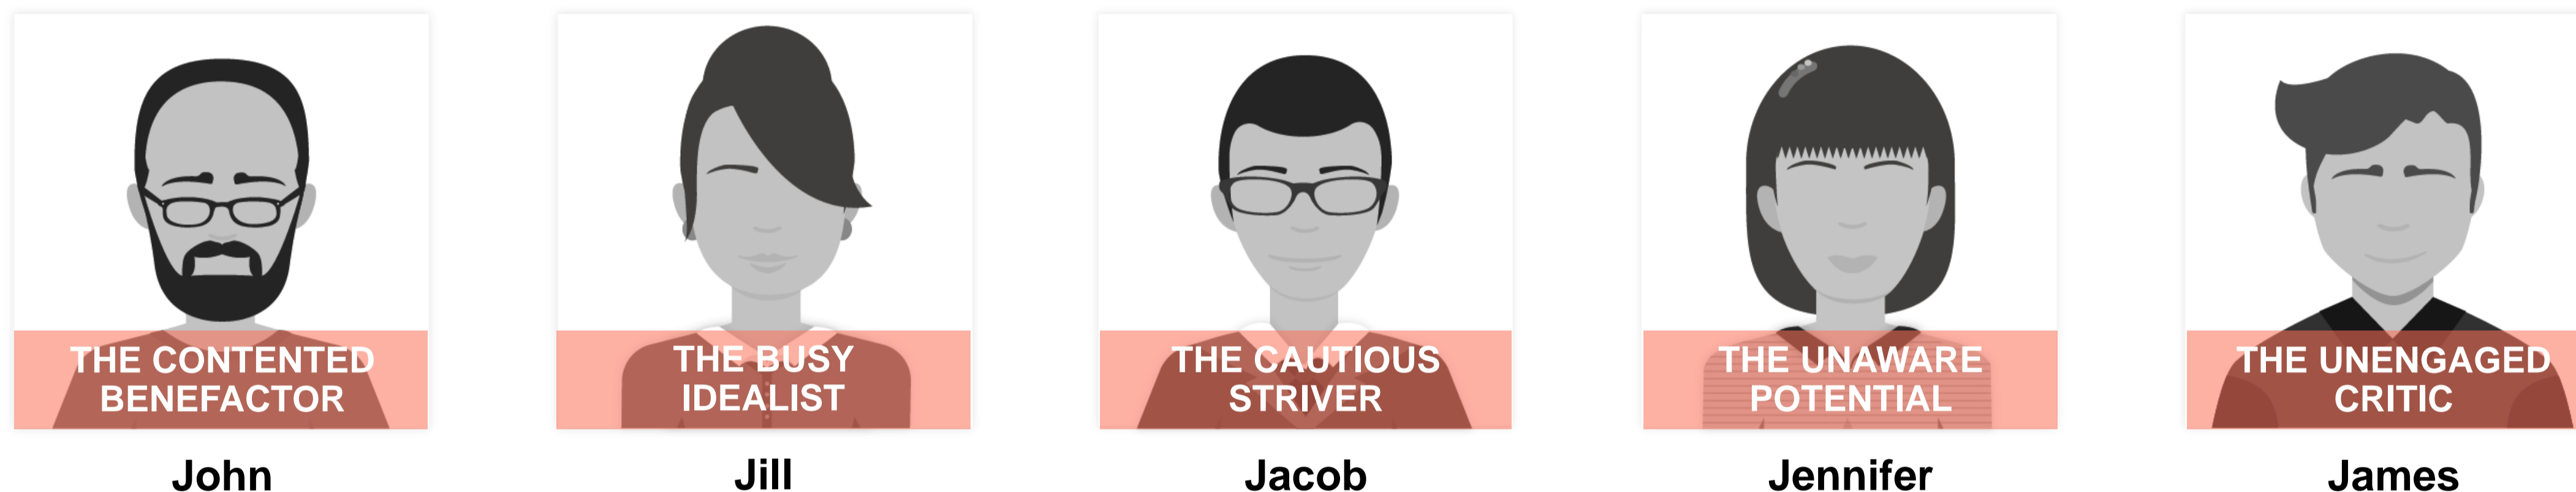 THE CONTENTED
BENEFACTOR
John
THE BUSY
IDEALIST
Jill
THE CAUTIOUS
STRIVER
Jacob
THE UNAWARE
POTENTIAL
Jennifer
THE UNENGAGED
CRITIC
James